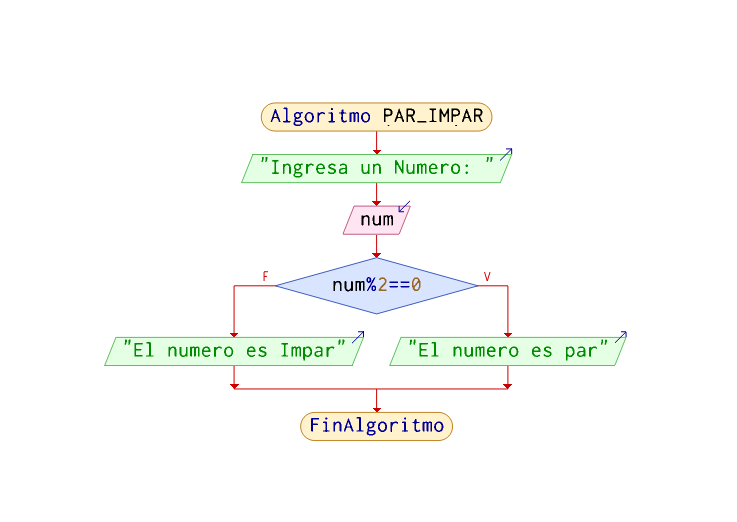 Algoritmo PAR_IMPAR
"Ingresa un Numero: "
num
F
V
num%2==0
"El numero es Impar"
"El numero es par"
FinAlgoritmo